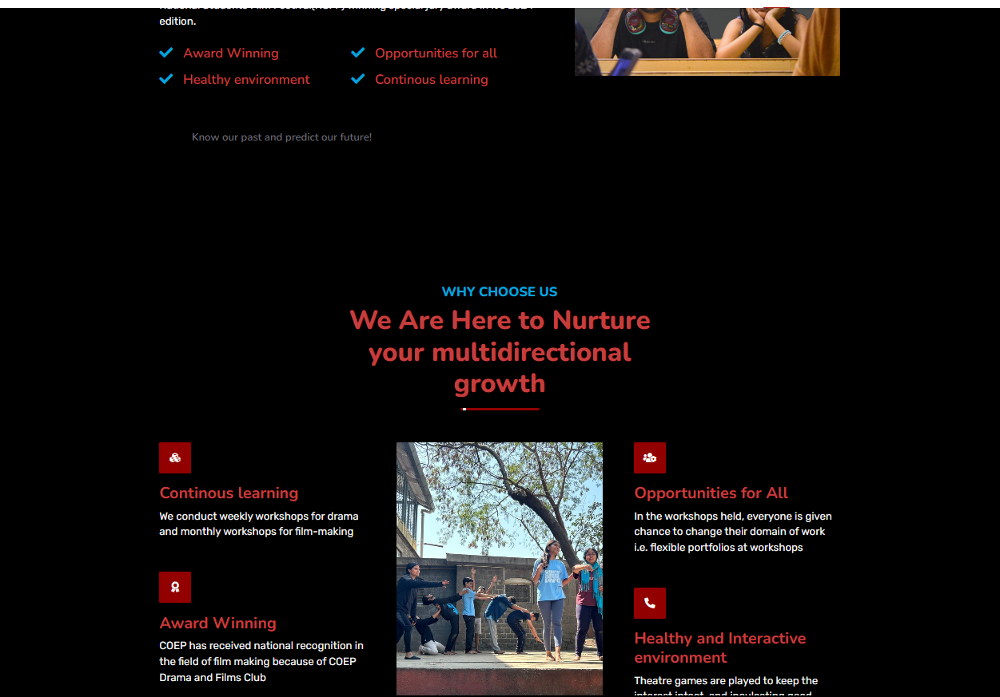 edition.
Award Winning
Opportunities for all
Healthy environment
Continous learning
Know our past and predict our future!
WHY CHOOSE US
We Are Here to Nurture
your multidirectional
growth
Continous learning
We conduct weekly workshops for drama
and monthly workshops for film-making
Award Winning
COEP has received national recognition in
the field of film making because of COEP
Drama and Films Club
Opportunities for All
In the workshops held, everyone is given
chance to change their domain of work
i.e. flexible portfolios at workshops
Healthy and Interactive
environment
Theatre games are played to keep the